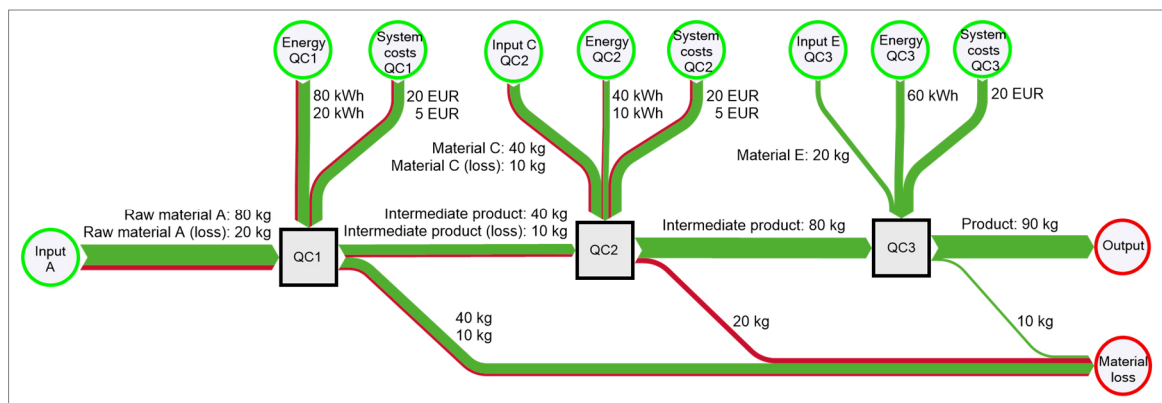 Energy
QC1
System
costs
QC1
Input C
QC2
Energy
QC2
System
costs
QC2
Input E
QC3
Energy
QC3
System
costs
QC3
80 kWh
20 kWh
20 EUR
5 EUR
40 kWh
10 kWh
20 EUR
5 EUR
60 kWh
20 EUR
Material C: 40 kg
Material C (loss): 10 kg
Material E: 20 kg
Raw material A: 80 kg
Raw material A (loss): 20 kg
Intermediate product: 40 kg
Intermediate product (loss): 10 kg
Intermediate product: 80 kg
Product: 90 kg
Input
A
QC1
QC2
QC3
Output
40 kg
10 kg
20 kg
10 kg
Material
loss